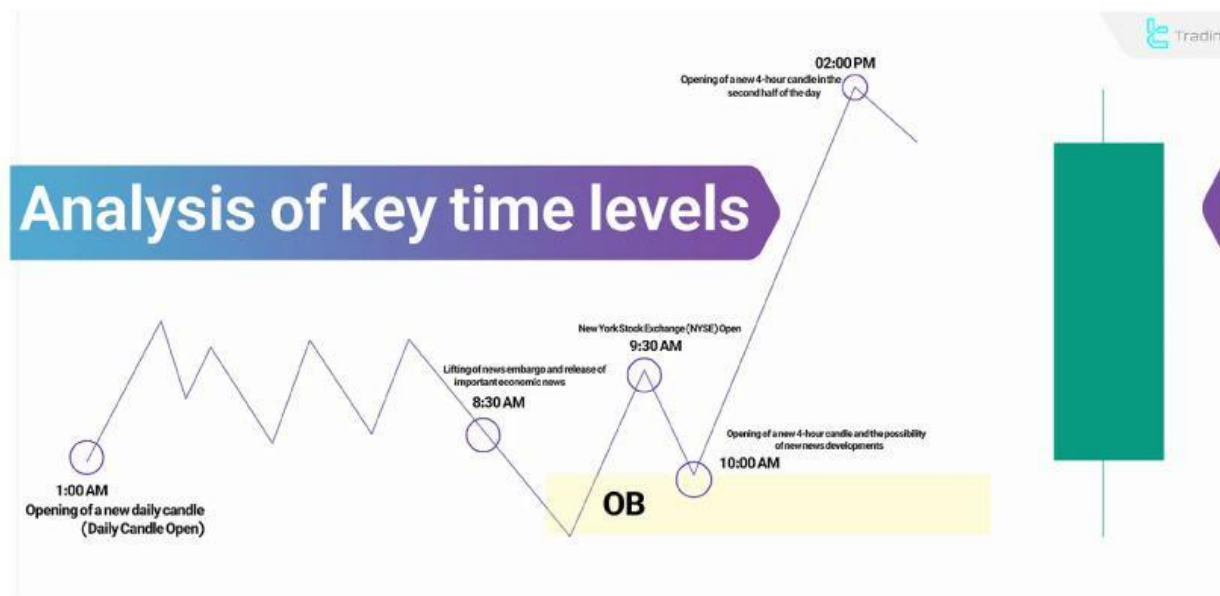 Tradin
02:00 PM
Opening of a new 4-hour candle in the
second half of the day
Analysis of key time levels
New York Stock Exchange (NYSE) Open
9:30 AM
Lifting of news embargo and release of
important economic news
8:30 AM
Opening of a new 4-hour candle and the possibility
of new news developments
10:00 AM
1:00 AM
Opening of a new daily candle
(Daily Candle Open)
OB